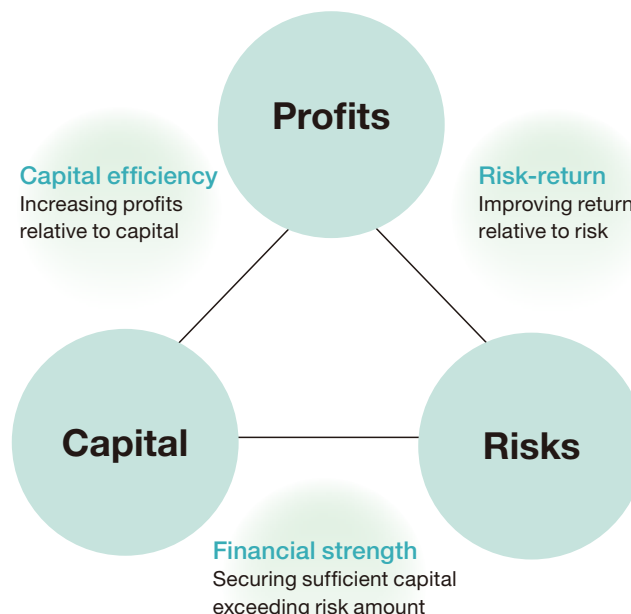 Profits
Capital efficiency
Increasing profits
relative to capital
Risk-return
Improving return
relative to risk
Capital
Risks
Financial strength
Securing sufficient capital
exceeding risk amount